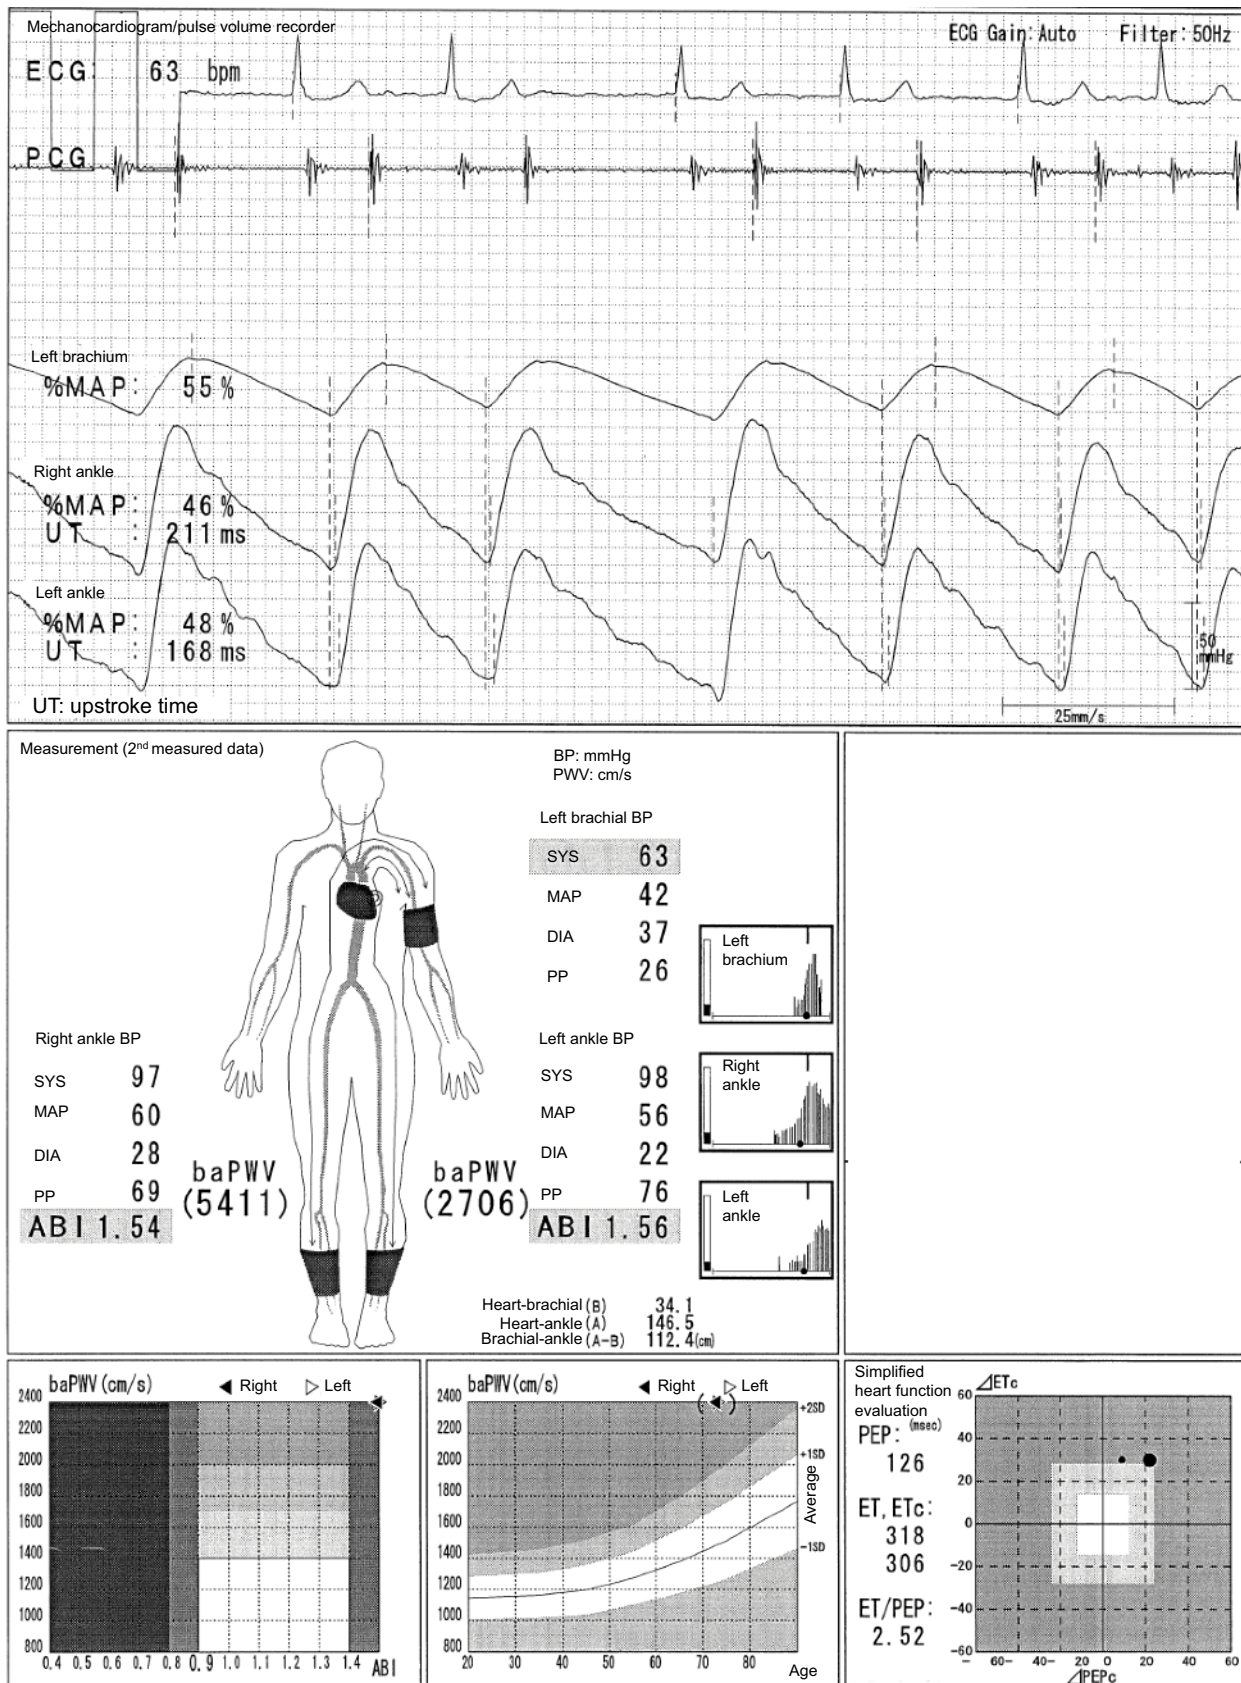 Mechanocardiogram/pulse volume recorder
ECG Gain: Auto Filter: 50Hz
ECG: 63 bpm
PCG
Left brachium
%MAP: 55 %
Right ankle
%MAP: 46 %
UT : 211 ms
Left ankle
%MAP: 48 %
UT : 168 ms
50
mmHg
UT: upstroke time
25mm/s
Measurement (2nd measured data)
BP: mmHg
PWV: cm/s
Left brachial BP
SYS 63
MAP 42
DIA 37
PP 26
Left
brachium
Right ankle BP
SYS 97
MAP 60
DIA 28
PP 69
ABI 1.54
baPWV
(5411)
baPWV
(2706)
Left ankle BP
SYS 98
MAP 56
DIA 22
PP 76
ABI 1.56
Right
ankle
Left
ankle
Heart-brachial (B) 34.1
Heart-ankle (A) 146.5
Brachial-ankle (A-B) 112.4 (cm)
baPWV (cm/s) ◀ Right ▷ Left
2400
2200
2000
1800
1600
1400
1200
1000
800
0.4 0.5 0.6 0.7 0.8 0.9 1.0 1.1 1.2 1.3 1.4 ABI
baPWV (cm/s) ◀ Right ▷ Left
2400
2200
2000
1800
1600
1400
1200
1000
800
+2SD
+1SD
Average
-1SD
20 30 40 50 60 70 80 Age
Simplified
heart function
evaluation
(msec)
PEP:
126
ET, ETc:
318
306
ET/PEP:
2.52
⊿ETc
60
40
20
0
-20
-40
-60
- 60- 40 -20 0 20 40 60
⊿PEPc